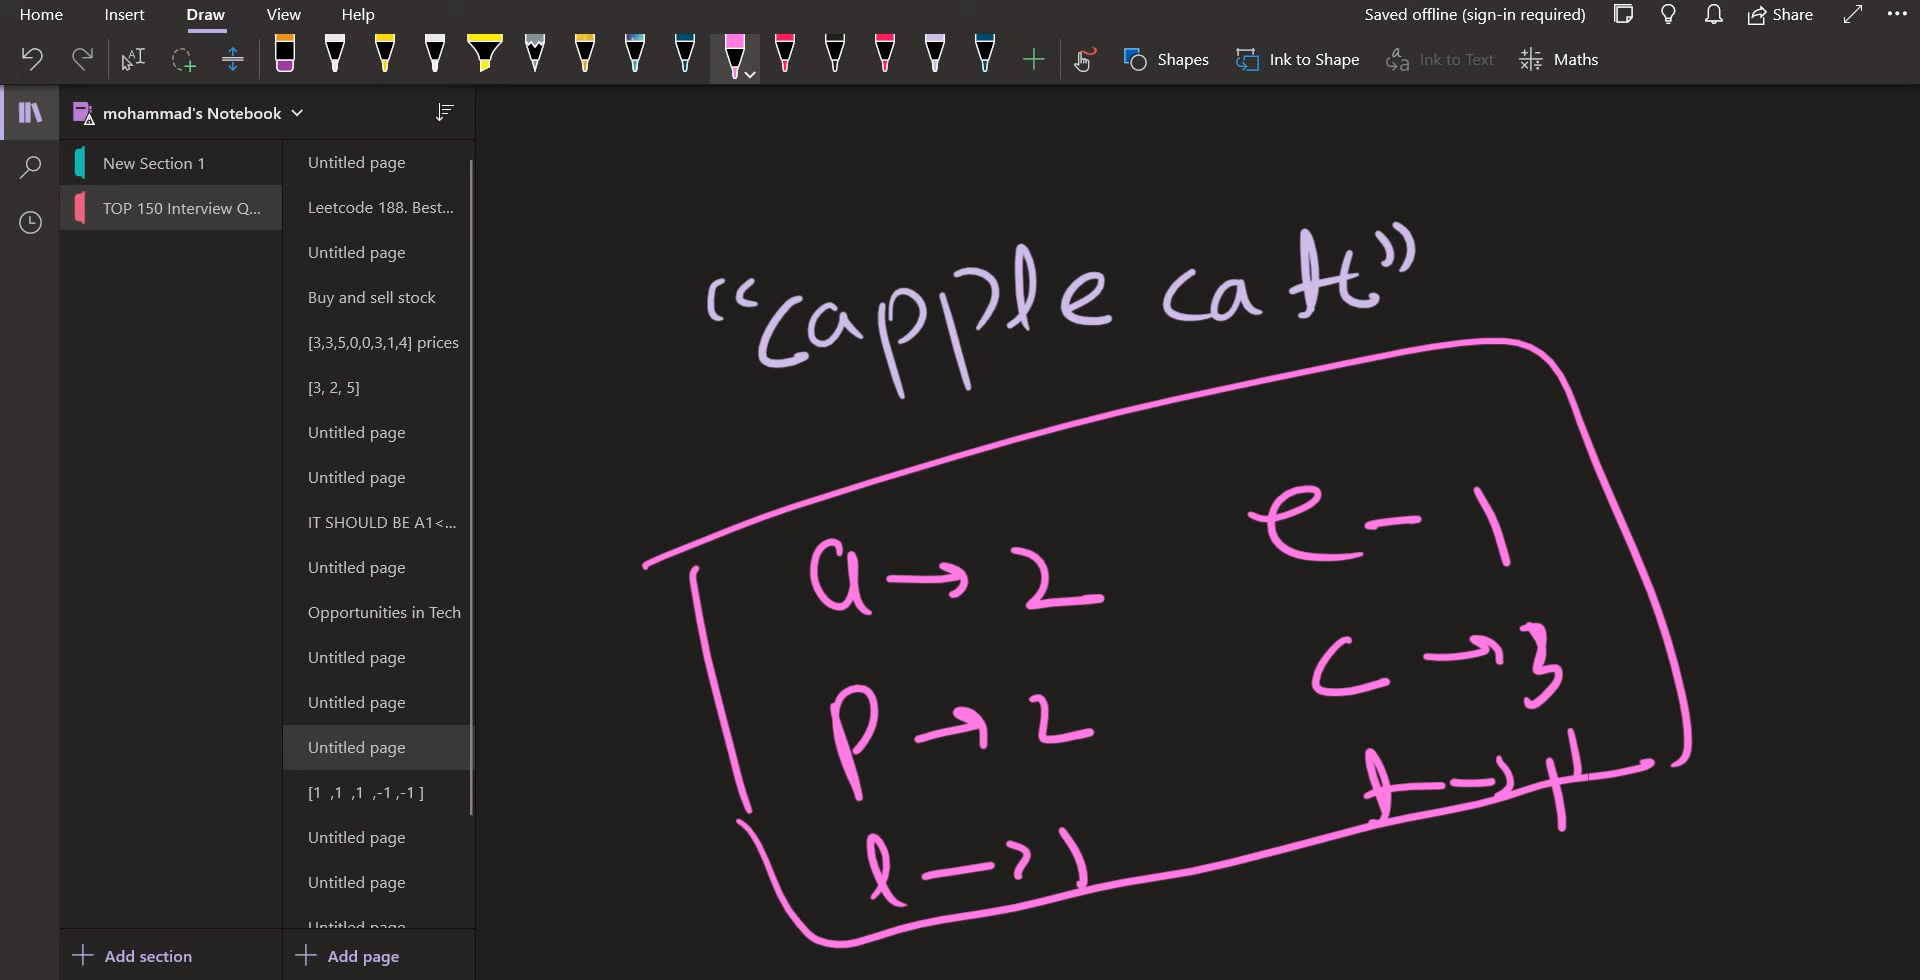 Home Insert Draw View Help Saved offline (sign-in required) Share
Shapes Ink to Shape Ink to Text Maths
mohammad's Notebook
New Section 1
TOP 150 Interview Q...
Untitled page
Leetcode 188. Best...
Untitled page
Buy and sell stock
[3,3,5,0,0,3,1,4] prices
[3, 2, 5]
Untitled page
Untitled page
IT SHOULD BE A1<...
Untitled page
Opportunities in Tech
Untitled page
Untitled page
Untitled page
[1 ,1 ,1 ,-1 ,-1 ]
Untitled page
Untitled page
Untitled page
Add section
Add page
"capple catt"
a → 2
e - 1
p → 2
c → 3
l → 1